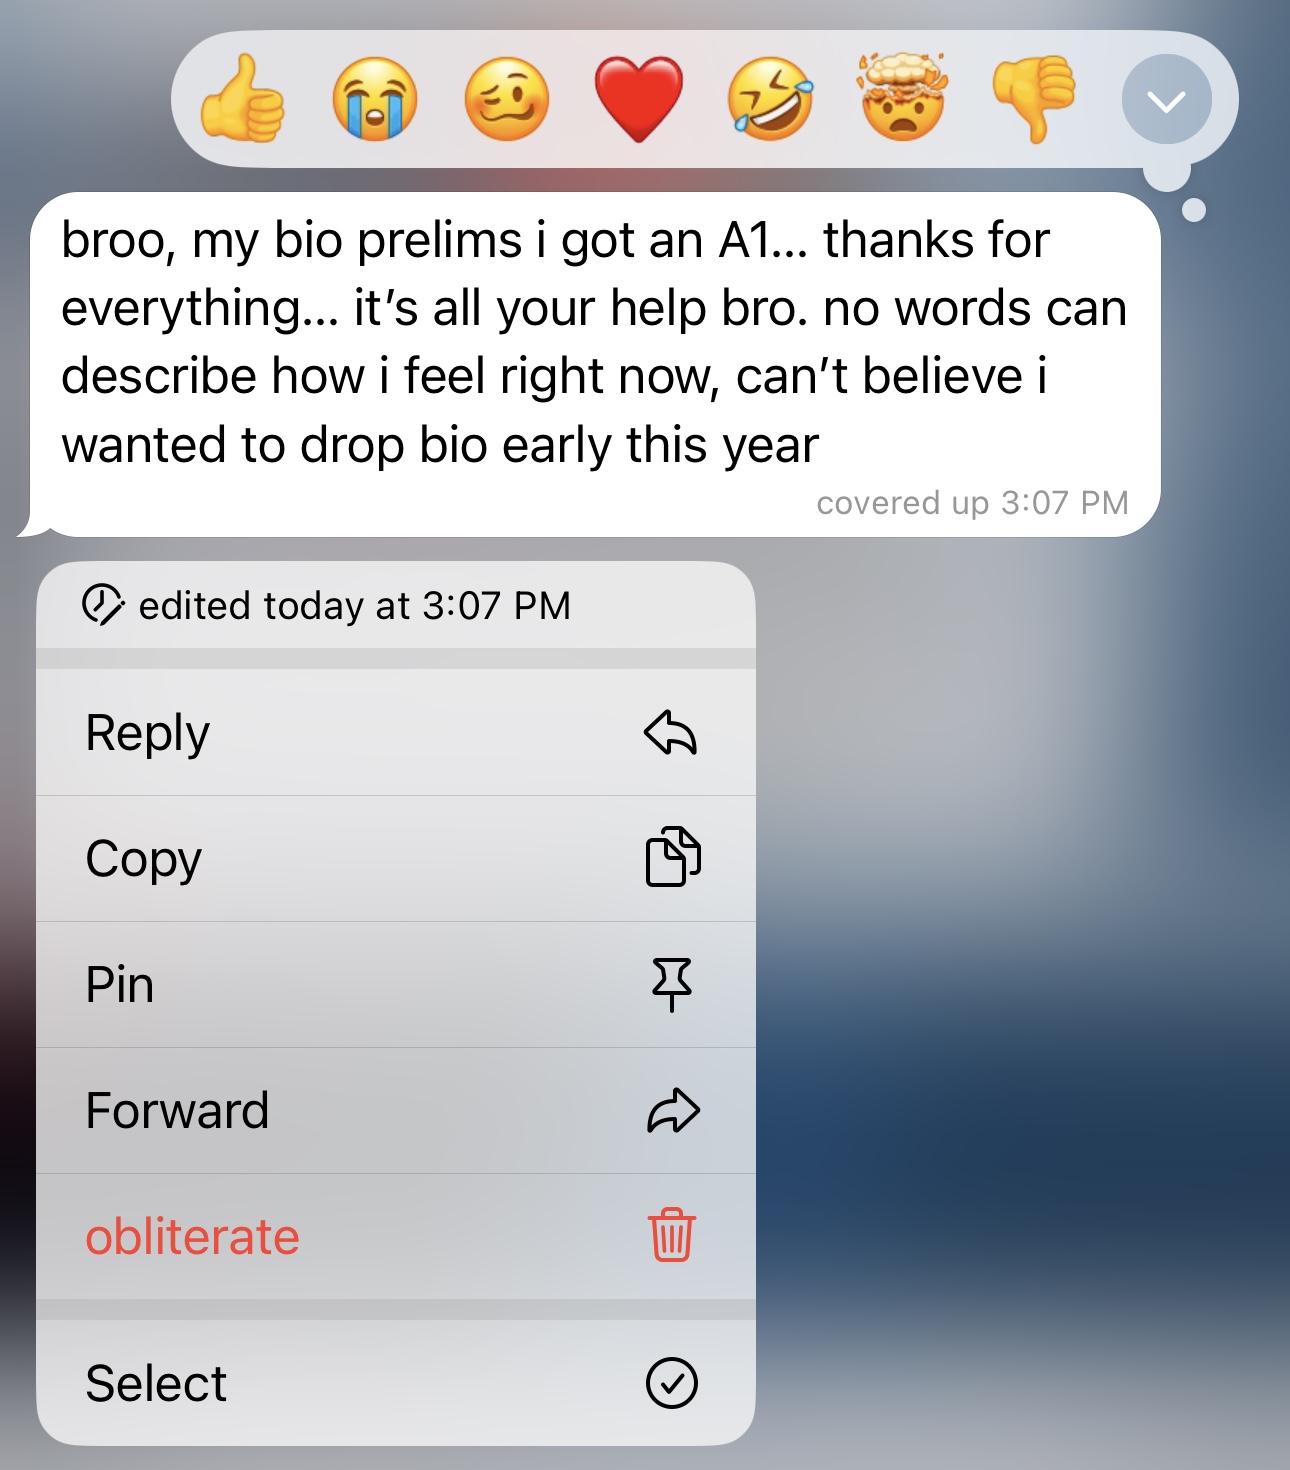 broo, my bio prelims i got an A1... thanks for
everything... it’s all your help bro. no words can
describe how i feel right now, can’t believe i
wanted to drop bio early this year
covered up 3:07 PM
edited today at 3:07 PM
Reply
Copy
Pin
Forward
obliterate
Select